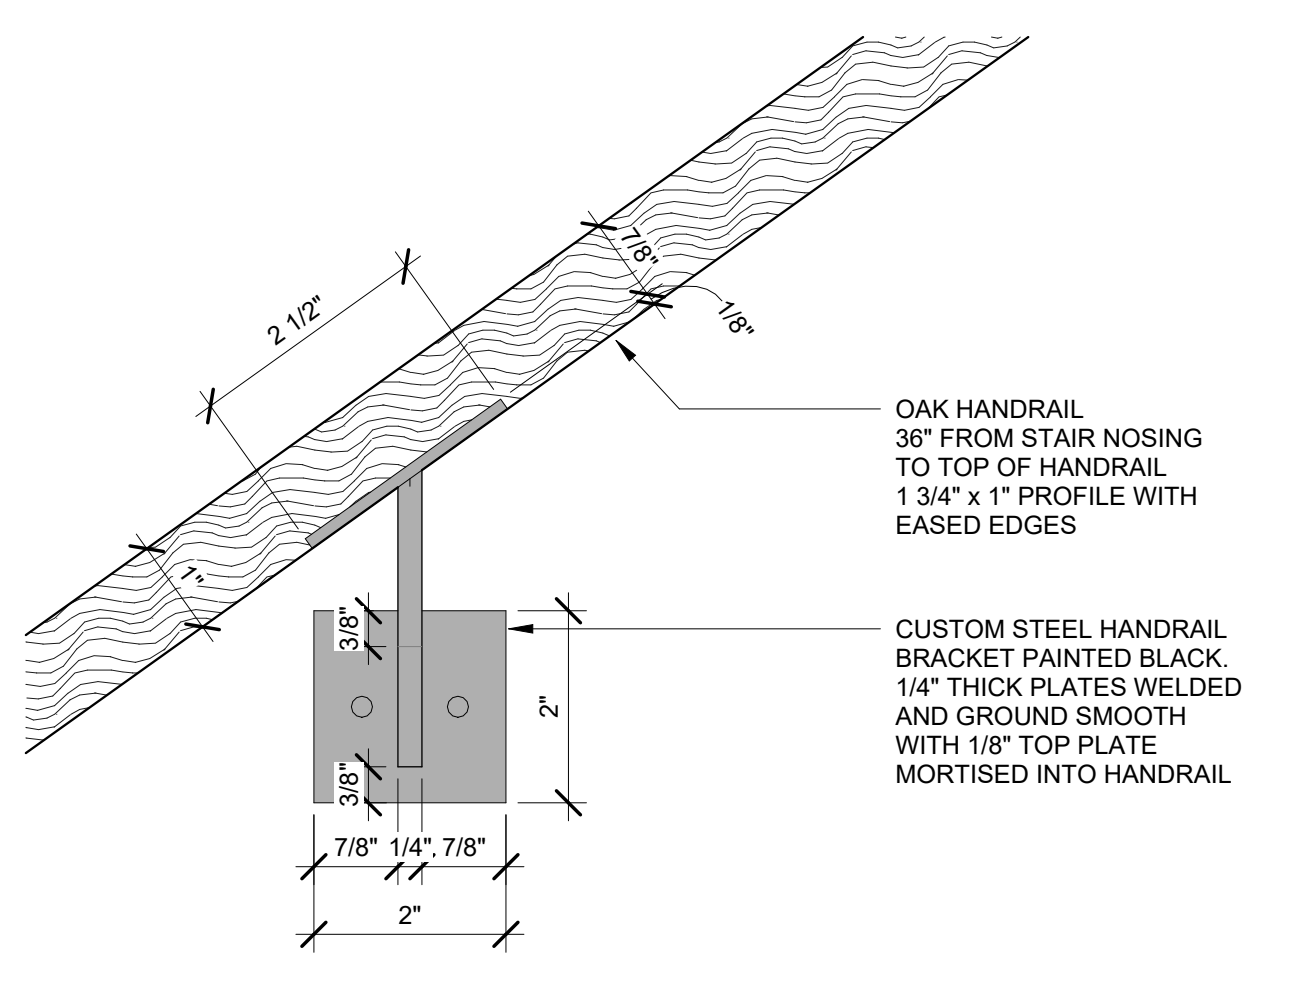 7/8"
2 1/2"
1/8"
OAK HANDRAIL
36" FROM STAIR NOSING
TO TOP OF HANDRAIL
1 3/4" x 1" PROFILE WITH
EASED EDGES
1"
3/8"
CUSTOM STEEL HANDRAIL
BRACKET PAINTED BLACK.
1/4" THICK PLATES WELDED
AND GROUND SMOOTH
WITH 1/8" TOP PLATE
MORTISED INTO HANDRAIL
2"
3/8"
7/8" 1/4" 7/8"
2"